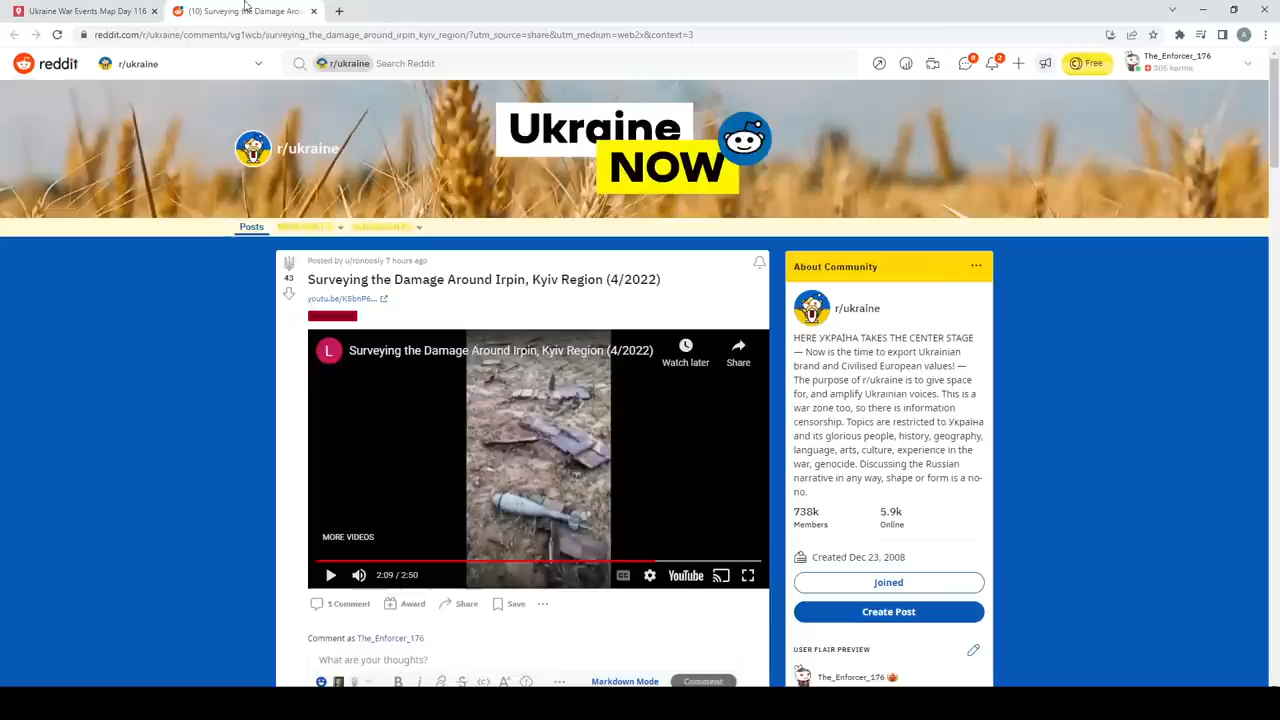 Ukraine War Events Map Day 116
(10) Surveying the Damage Aro
reddit.com/r/ukraine/comments/vg1wcb/surveying_the_damage_around_irpin_kyiv_region/?utm_source=share&utm_medium=web2x&context=3
A
reddit
r/ukraine
r/ukraine
Search Reddit
8
2
Free
The_Enforcer_176
305 karma
Ukraine
NOW
r/ukraine
Posts
Posted by u/ronbosly 7 hours ago
43
Surveying the Damage Around Irpin, Kyiv Region (4/2022)
youtu.be/K5bnP6...
L
Surveying the Damage Around Irpin, Kyiv Region (4/2022)
Watch later
Share
MORE VIDEOS
2:09 / 2:50
CC
YouTube
1 Comment
Award
Share
Save
Comment as The_Enforcer_176
What are your thoughts?
Markdown Mode
Comment
About Community
r/ukraine
HERE УКРАЇНА TAKES THE CENTER STAGE
— Now is the time to export Ukrainian
brand and Civilised European values! —
The purpose of r/ukraine is to give space
for, and amplify Ukrainian voices. This is a
war zone too, so there is information
censorship. Topics are restricted to Україна
and its glorious people, history, geography,
language, arts, culture, experience in the
war, genocide. Discussing the Russian
narrative in any way, shape or form is a no-
no.
738k
Members
5.9k
Online
Created Dec 23, 2008
Joined
Create Post
USER FLAIR PREVIEW
The_Enforcer_176